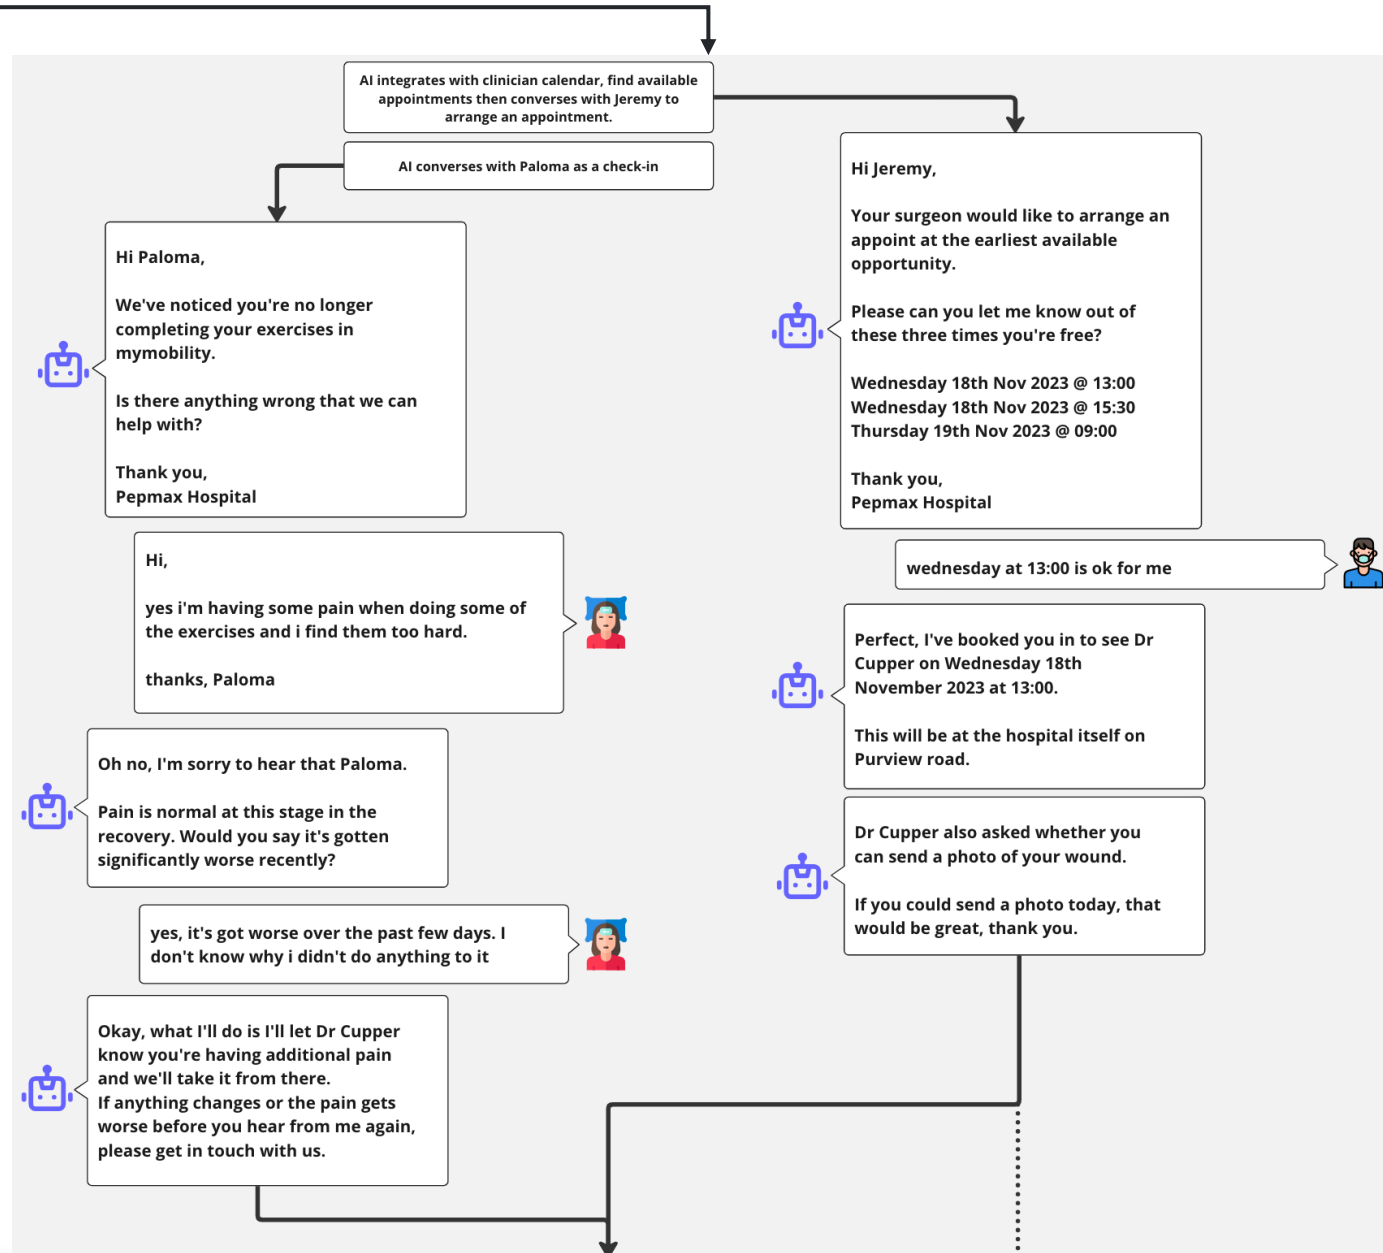 AI integrates with clinician calendar, find available
appointments then converses with Jeremy to
arrange an appointment.
AI converses with Paloma as a check-in
Hi Paloma,
We've noticed you're no longer
completing your exercises in
mymobility.
Is there anything wrong that we can
help with?
Thank you,
Pepmax Hospital
Hi,
yes i'm having some pain when doing some of
the exercises and i find them too hard.
thanks, Paloma
Oh no, I'm sorry to hear that Paloma.
Pain is normal at this stage in the
recovery. Would you say it's gotten
significantly worse recently?
yes, it's got worse over the past few days. I
don't know why i didn't do anything to it
Okay, what I'll do is I'll let Dr Cupper
know you're having additional pain
and we'll take it from there.
If anything changes or the pain gets
worse before you hear from me again,
please get in touch with us.
Hi Jeremy,
Your surgeon would like to arrange an
appoint at the earliest available
opportunity.
Please can you let me know out of
these three times you're free?
Wednesday 18th Nov 2023 @ 13:00
Wednesday 18th Nov 2023 @ 15:30
Thursday 19th Nov 2023 @ 09:00
Thank you,
Pepmax Hospital
wednesday at 13:00 is ok for me
Perfect, I've booked you in to see Dr
Cupper on Wednesday 18th
November 2023 at 13:00.
This will be at the hospital itself on
Purview road.
Dr Cupper also asked whether you
can send a photo of your wound.
If you could send a photo today, that
would be great, thank you.